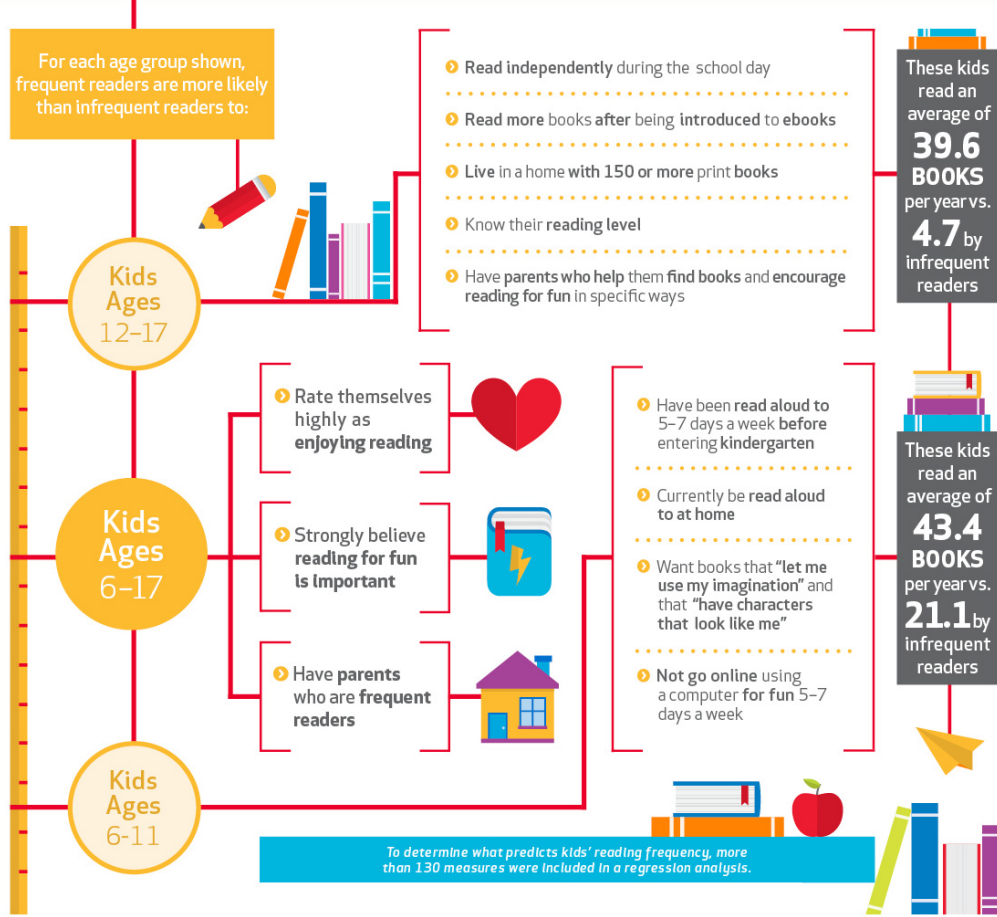 For each age group shown,
frequent readers are more likely
than infrequent readers to:
Kids
Ages
12–17
Read independently during the school day
Read more books after being introduced to ebooks
Live in a home with 150 or more print books
Know their reading level
Have parents who help them find books and encourage
reading for fun in specific ways
These kids
read an
average of
39.6
BOOKS
per year vs.
4.7 by
infrequent
readers
Kids
Ages
6–17
Rate themselves
highly as
enjoying reading
Strongly believe
reading for fun
is important
Have parents
who are frequent
readers
Kids
Ages
6-11
Have been read aloud to
5–7 days a week before
entering kindergarten
Currently be read aloud
to at home
Want books that “let me
use my imagination” and
that “have characters
that look like me”
Not go online using
a computer for fun 5–7
days a week
These kids
read an
average of
43.4
BOOKS
per year vs.
21.1 by
infrequent
readers
To determine what predicts kids’ reading frequency, more
than 130 measures were included in a regression analysis.